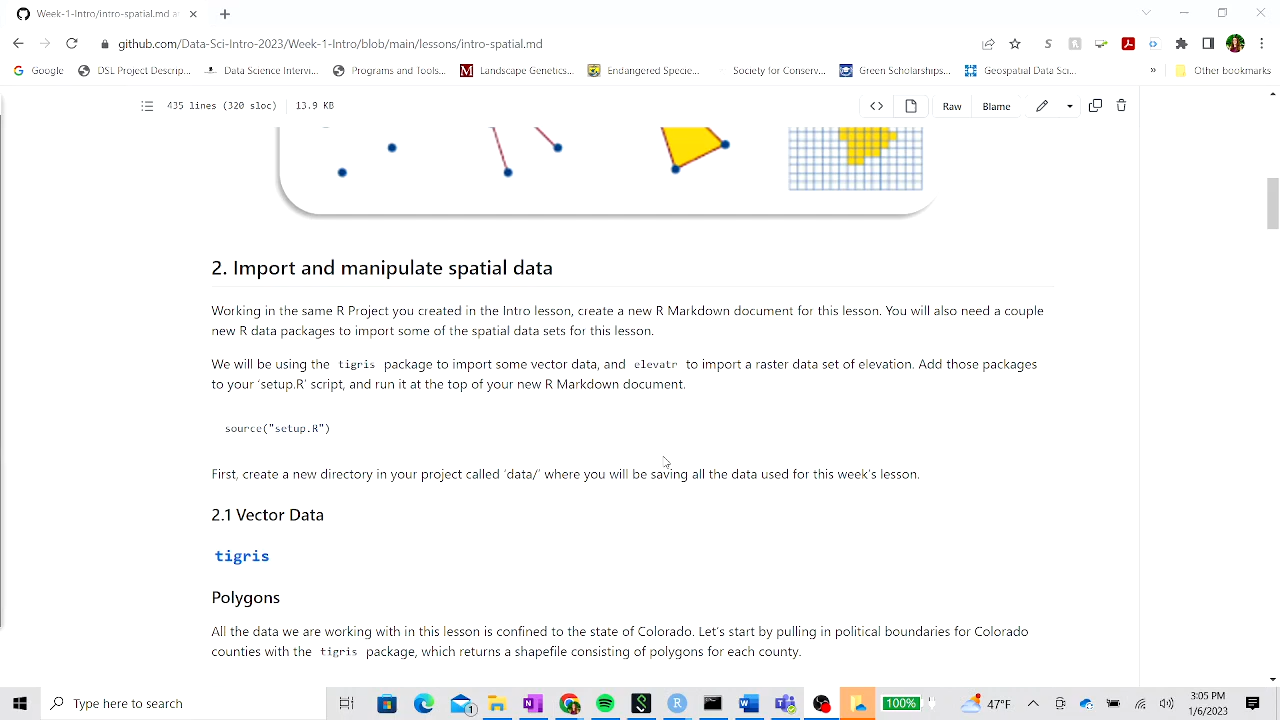 Week-1-Intro/intro-spatial.md a
github.com/Data-Sci-Intro-2023/Week-1-Intro/blob/main/lessons/intro-spatial.md
Google DSL Project Descrip... Data Science Intervi... Programs and Tools... Landscape Genetics... Endangered Specie... Society for Conserv... Green Scholarships... Geospatial Data Sci... » Other bookmarks
435 lines (320 sloc) 13.9 KB Raw Blame
2. Import and manipulate spatial data
Working in the same R Project you created in the Intro lesson, create a new R Markdown document for this lesson. You will also need a couple
new R data packages to import some of the spatial data sets for this lesson.
We will be using the tigris package to import some vector data, and elevatr to import a raster data set of elevation. Add those packages
to your ‘setup.R’ script, and run it at the top of your new R Markdown document.
source("setup.R")
First, create a new directory in your project called ‘data/’ where you will be saving all the data used for this week’s lesson.
2.1 Vector Data
tigris
Polygons
All the data we are working with in this lesson is confined to the state of Colorado. Let’s start by pulling in political boundaries for Colorado
counties with the tigris package, which returns a shapefile consisting of polygons for each county.
Type here to search 100% 47°F 3:05 PM
1/6/2023